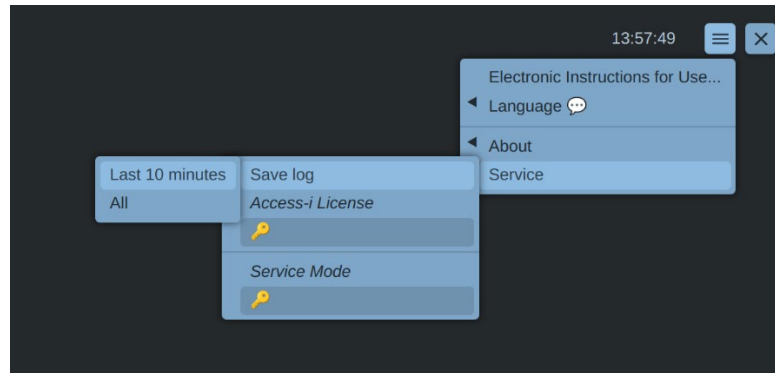 13:57:49
Electronic Instructions for Use...
Language 💬
About
Service
Save log
Access-i License
🔑
Service Mode
🔑
Last 10 minutes
All